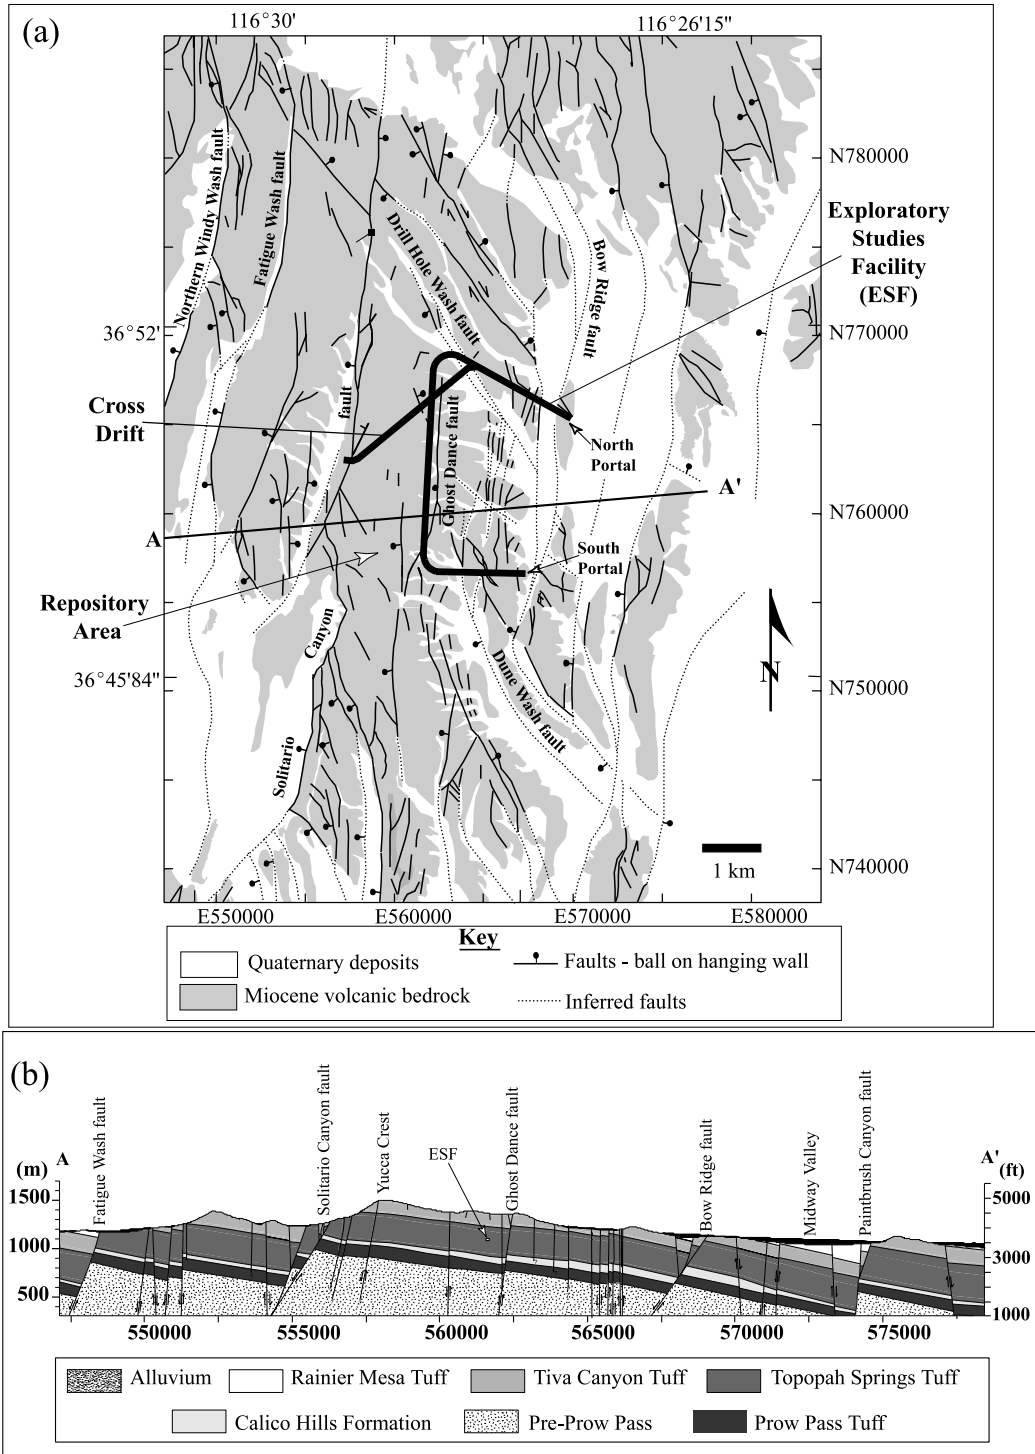 (a)
116°30'
116°26'15"
N780000
Exploratory
Studies
Facility
(ESF)
Northern Windy Wash fault
Fatigue Wash fault
Drill Hole Wash fault
Bow Ridge fault
36°52'
N770000
fault
Cross
Drift
Ghost Dance fault
North
Portal
A
A'
N760000
South
Portal
Repository
Area
Canyon
36°45'84"
Dune Wash fault
N
N750000
Solitario
1 km
N740000
E550000
E560000
E570000
E580000
Key
Quaternary deposits
Faults - ball on hanging wall
Miocene volcanic bedrock
Inferred faults
(b)
Fatigue Wash fault
Solitario Canyon fault
Yucca Crest
ESF
Ghost Dance fault
Bow Ridge fault
Midway Valley
Paintbrush Canyon fault
(m)
A
A'
(ft)
1500
5000
1000
3000
500
1000
550000
555000
560000
565000
570000
575000
Alluvium
Rainier Mesa Tuff
Tiva Canyon Tuff
Topopah Springs Tuff
Calico Hills Formation
Pre-Prow Pass
Prow Pass Tuff